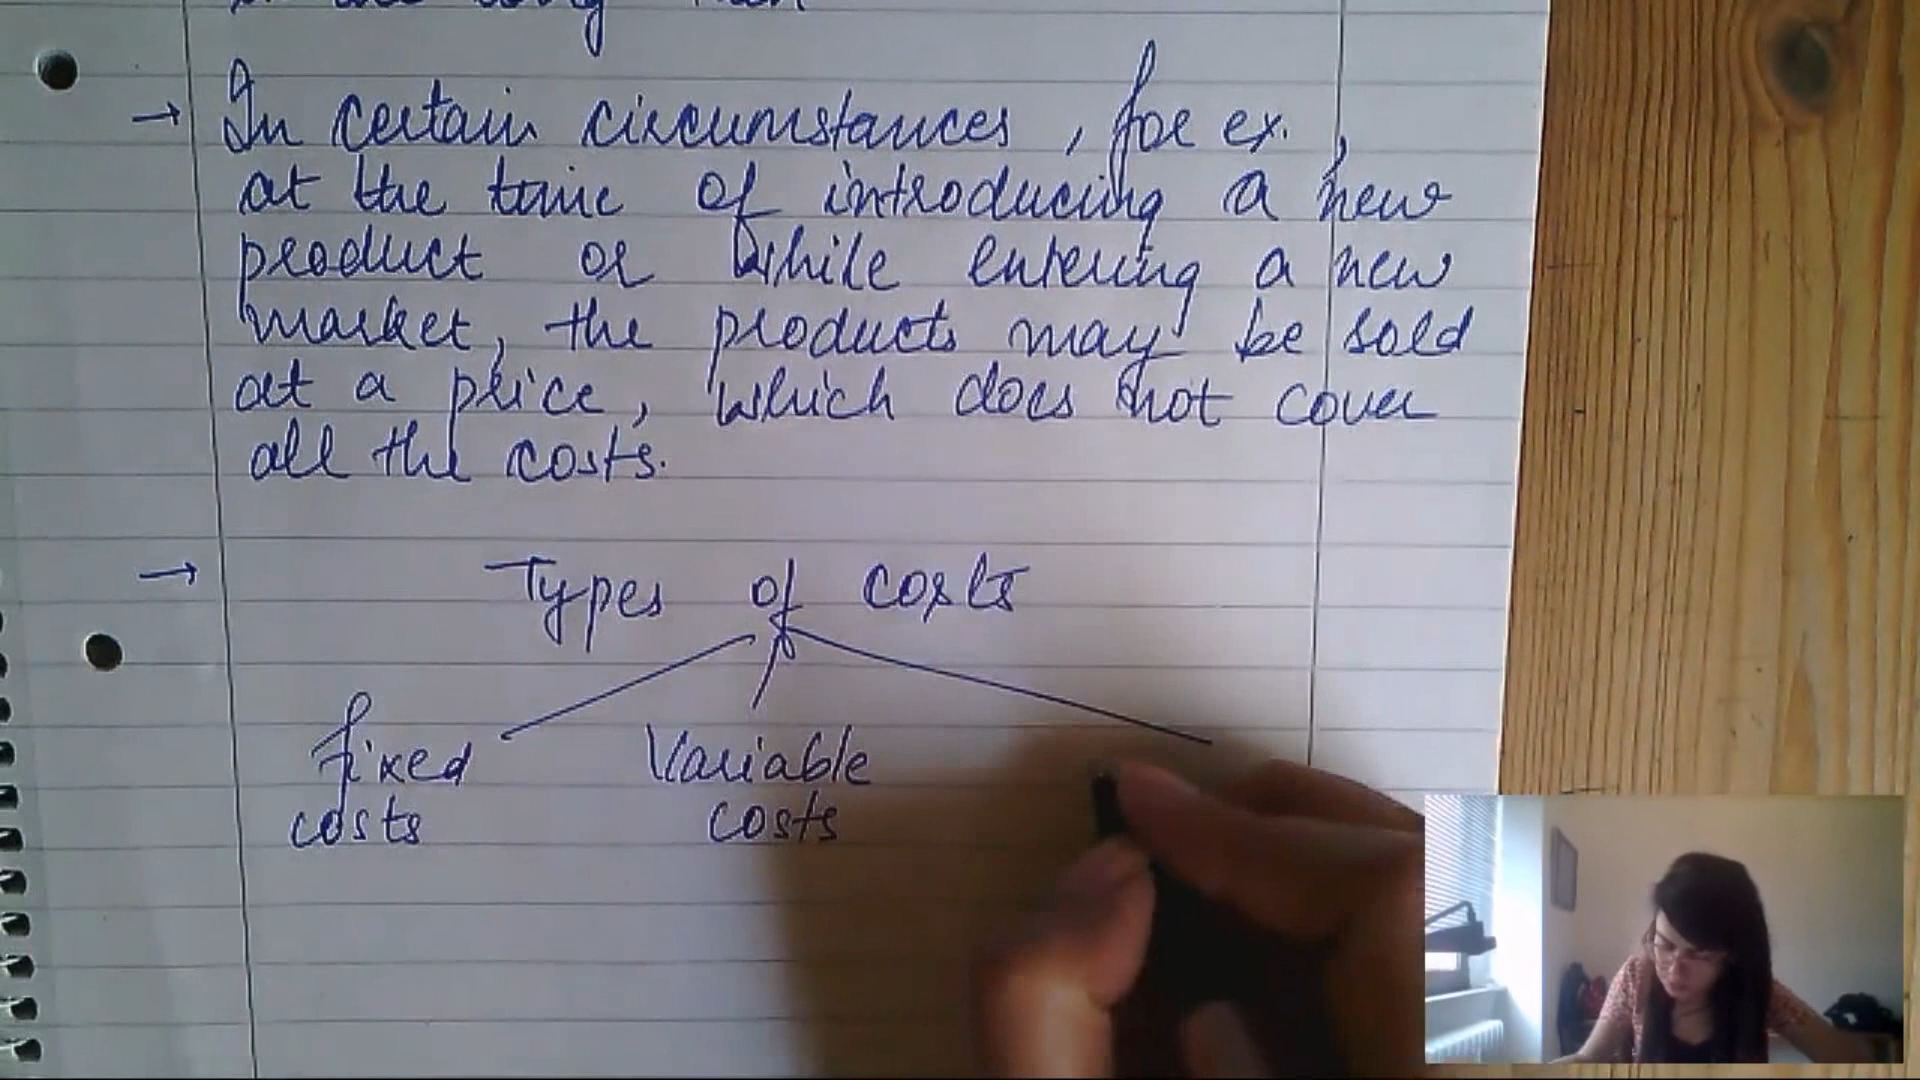 long
→ In certain circumstances, for ex.,
at the time of introducing a new
product or while entering a new
market, the products may be sold
at a price, which does not cover
all the costs.
→ Types of costs
fixed Variable
costs costs